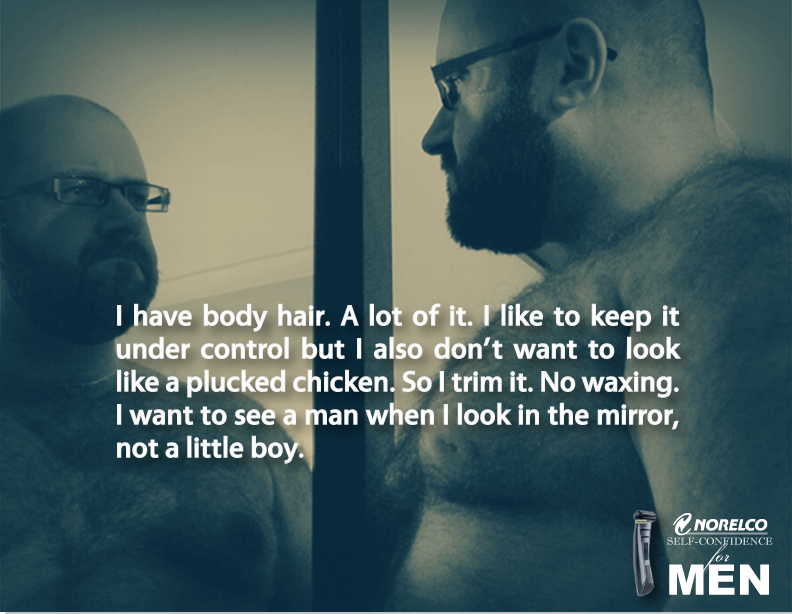 I have body hair. A lot of it. I like to keep it
under control but I also don't want to look
like a plucked chicken. So I trim it. No waxing.
I want to see a man when I look in the mirror,
not a little boy.
NORELCO
SELF-CONFIDENCE
for
MEN